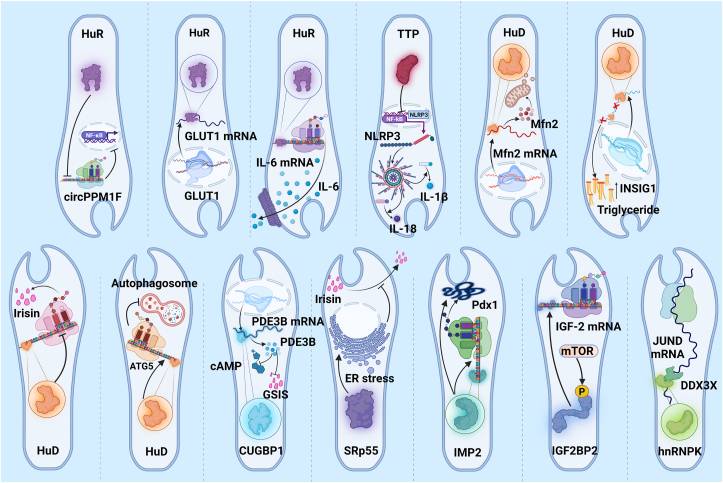 HuR
NF-kB
circPPM1F
HuR
GLUT1 mRNA
GLUT1
HuR
IL-6 mRNA
IL-6
TTP
NF-kB
NLRP3
NLRP3
IL-1β
IL-18
HuD
Mfn2
Mfn2 mRNA
HuD
INSIG1
Triglyceride
Irisin
HuD
Autophagosome
ATG5
HuD
PDE3B mRNA
PDE3B
cAMP
GSIS
CUGBP1
Irisin
ER stress
SRp55
Pdx1
IMP2
IGF-2 mRNA
mTOR
P
IGF2BP2
JUND
mRNA
DDX3X
hnRNPK